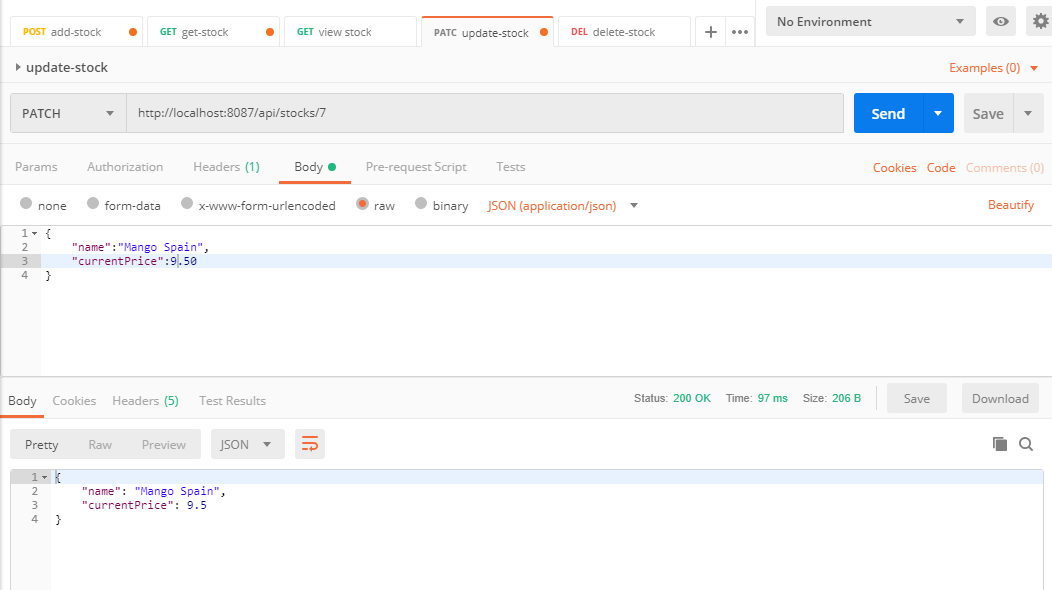 POST add-stock GET get-stock GET view stock PATC update-stock DEL delete-stock + ••• No Environment
update-stock Examples (0)
PATCH http://localhost:8087/api/stocks/7 Send Save
Params Authorization Headers (1) Body Pre-request Script Tests Cookies Code Comments (0)
none form-data x-www-form-urlencoded raw binary JSON (application/json) Beautify
1 {
2 "name":"Mango Spain",
3 "currentPrice":9.50
4 }
Body Cookies Headers (5) Test Results Status: 200 OK Time: 97 ms Size: 206 B Save Download
Pretty Raw Preview JSON
1 {
2 "name": "Mango Spain",
3 "currentPrice": 9.5
4 }